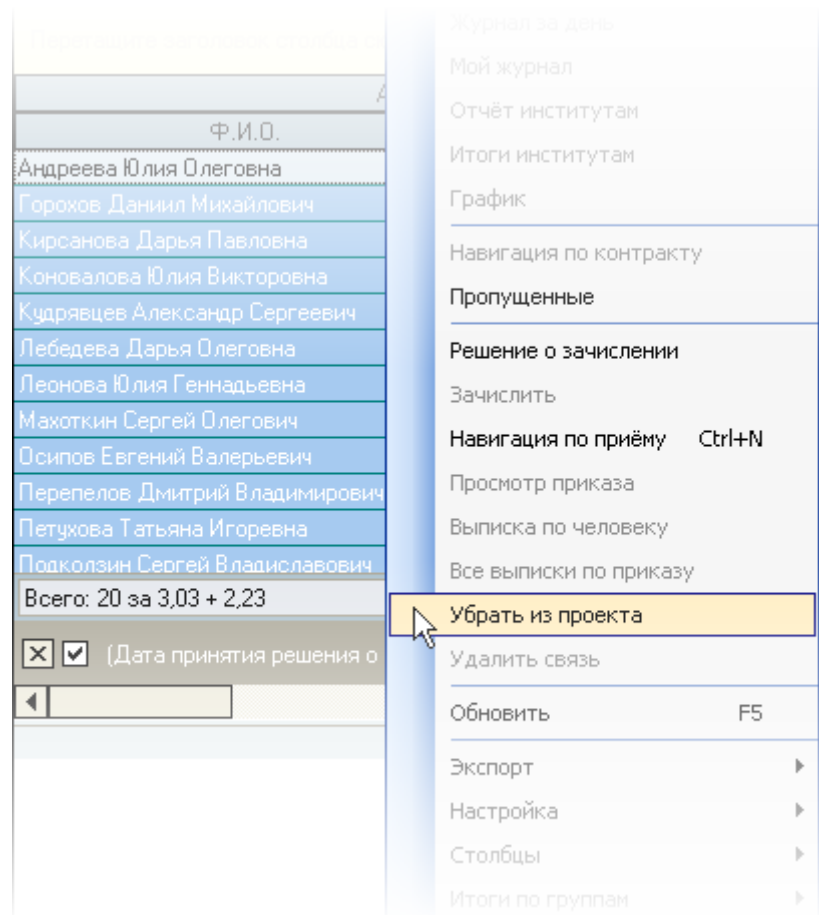 Перетащите заголовок столбца сю
А
Ф.И.О.
Андреева Юлия Олеговна
Горохов Даниил Михайлович
Кирсанова Дарья Павловна
Коновалова Юлия Викторовна
Кудрявцев Александр Сергеевич
Лебедева Дарья Олеговна
Леонова Юлия Геннадьевна
Махоткин Сергей Олегович
Осипов Евгений Валерьевич
Перепелов Дмитрий Владимирович
Петухова Татьяна Игоревна
Подколзин Сергей Владиславович
Всего: 20 за 3,03 + 2,23
(Дата принятия решения о
Журнал за день
Мой журнал
Отчёт институтам
Итоги институтам
График
Навигация по контракту
Пропущенные
Решение о зачислении
Зачислить
Навигация по приёму Ctrl+N
Просмотр приказа
Выписка по человеку
Все выписки по приказу
Убрать из проекта
Удалить связь
Обновить F5
Экспорт
Настройка
Столбцы
Итоги по группам